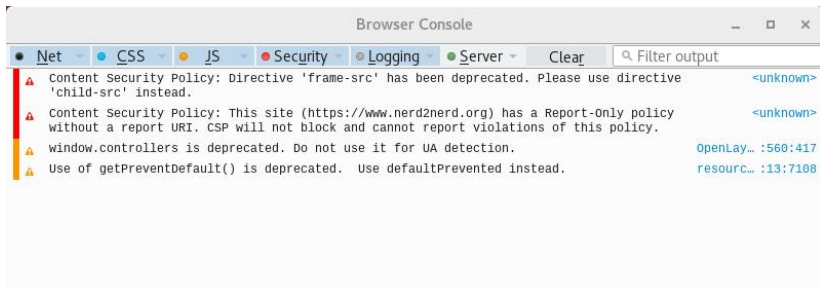 Browser Console
Net CSS JS Security Logging Server Clear Filter output
Content Security Policy: Directive 'frame-src' has been deprecated. Please use directive <unknown>
'child-src' instead.
Content Security Policy: This site (https://www.nerd2nerd.org) has a Report-Only policy <unknown>
without a report URI. CSP will not block and cannot report violations of this policy.
window.controllers is deprecated. Do not use it for UA detection. OpenLay… :560:417
Use of getPreventDefault() is deprecated.  Use defaultPrevented instead. resourc… :13:7108